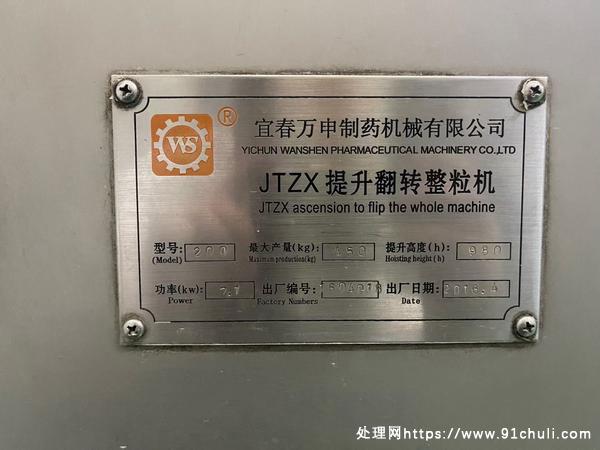 WS ®
宜春万申制药机械有限公司
YICHUN WANSHEN PHARMACEUTICAL MACHINERY CO.,LTD
JTZX 提升翻转整粒机
JTZX ascension to flip the whole machine
型号: 200 最大产量(kg): 150 提升高度(h): 980
(Model) Maximum production(kg) Hoisting height (h)
功率(kw): 出厂编号: 出厂日期: 2016.4
Power Factory Numbers Date
处理网https://www.91chuli.com/